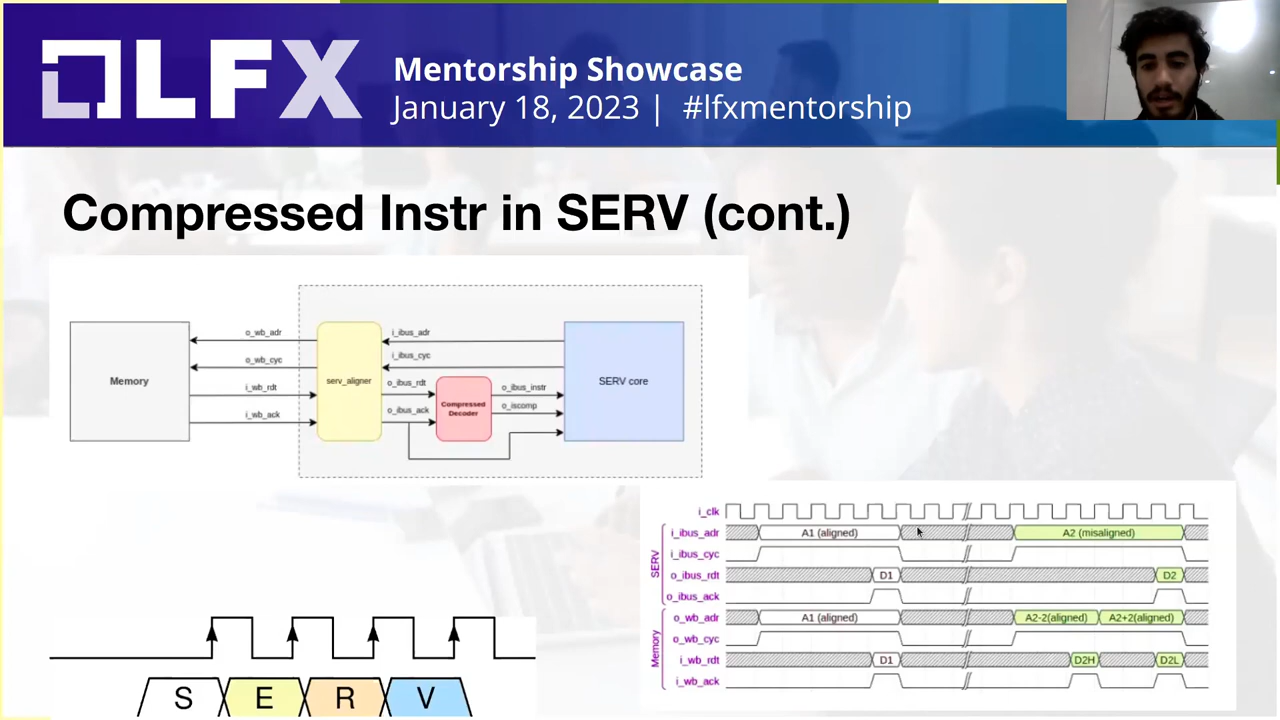 LFX
Mentorship Showcase
January 18, 2023 | #lfxmentorship
Compressed Instr in SERV (cont.)
Memory
o_wb_adr
o_wb_cyc
i_wb_rdt
i_wb_ack
serv_aligner
i_ibus_adr
i_ibus_cyc
o_ibus_rdt
o_ibus_ack
Compressed
Decoder
o_ibus_instr
o_iscomp
SERV core
S E R V
SERV
Memory
i_clk
i_ibus_adr A1 (aligned) A2 (misaligned)
i_ibus_cyc
o_ibus_rdt D1 D2
o_ibus_ack
o_wb_adr A1 (aligned) A2-2(aligned) A2+2(aligned)
o_wb_cyc
i_wb_rdt D1 D2H D2L
i_wb_ack